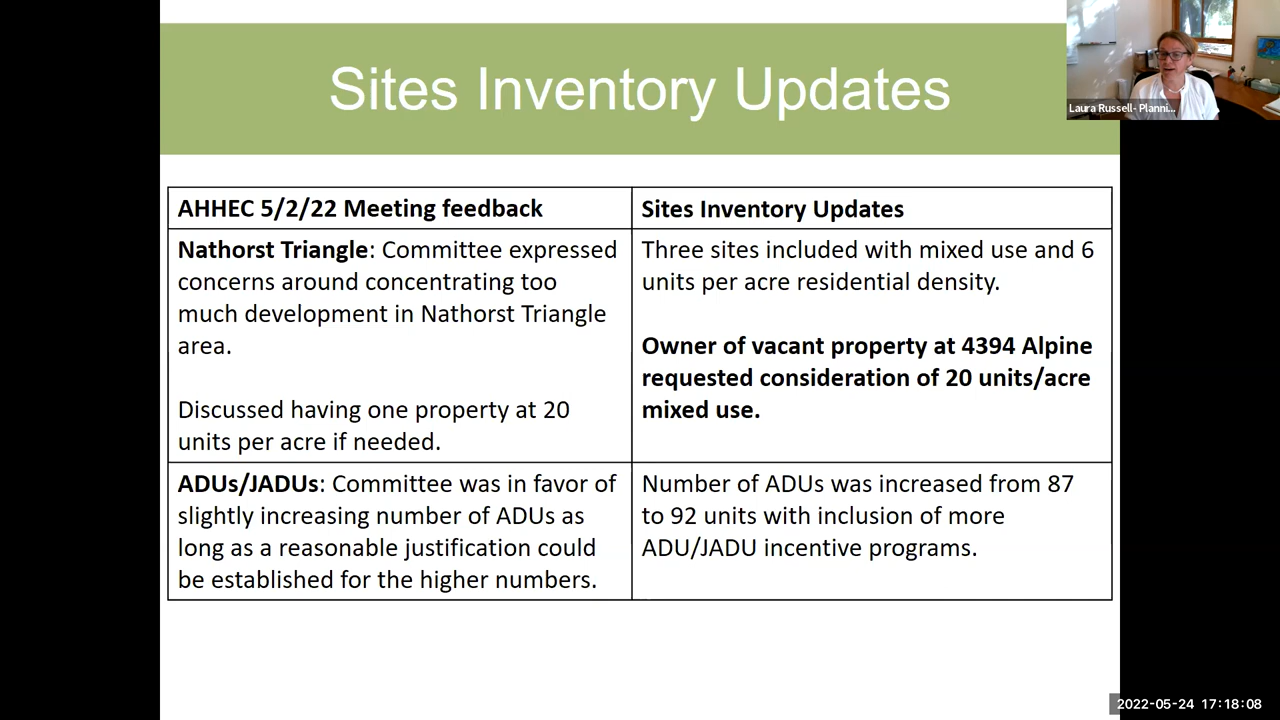 Sites Inventory Updates
Laura Russell- Planni...
AHHEC 5/2/22 Meeting feedback
Sites Inventory Updates
Nathorst Triangle: Committee expressed
concerns around concentrating too
much development in Nathorst Triangle
area.
Discussed having one property at 20
units per acre if needed.
Three sites included with mixed use and 6
units per acre residential density.
Owner of vacant property at 4394 Alpine
requested consideration of 20 units/acre
mixed use.
ADUs/JADUs: Committee was in favor of
slightly increasing number of ADUs as
long as a reasonable justification could
be established for the higher numbers.
Number of ADUs was increased from 87
to 92 units with inclusion of more
ADU/JADU incentive programs.
2022-05-24 17:18:08